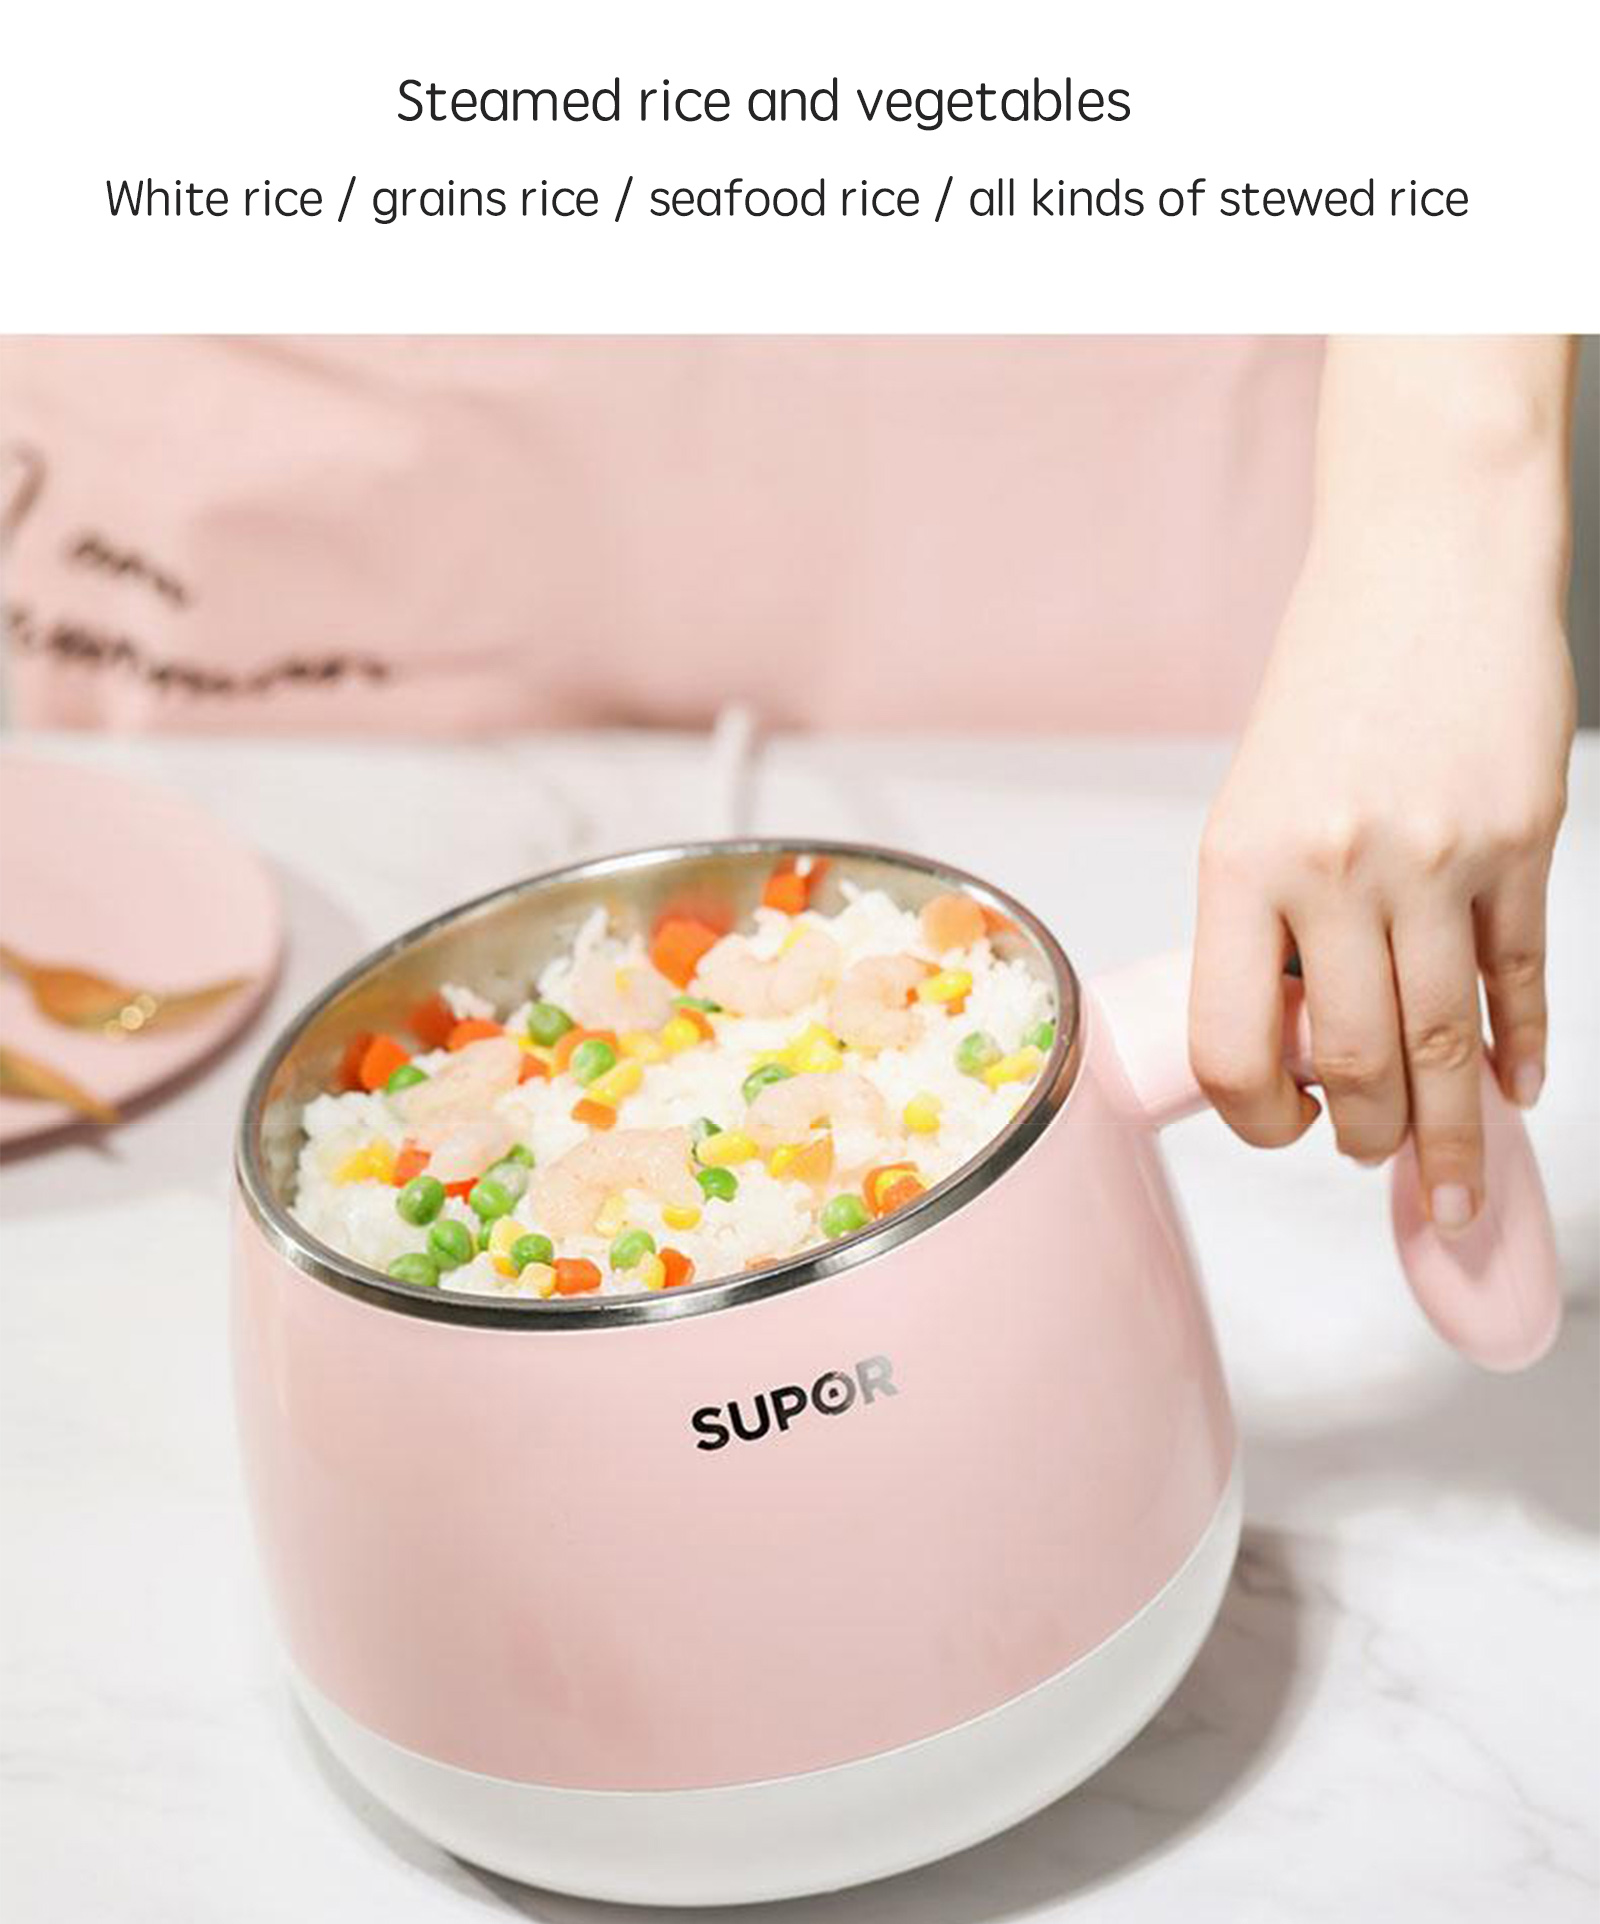 Steamed rice and vegetables
White rice / grains rice / seafood rice / all kinds of stewed rice
SUPOR